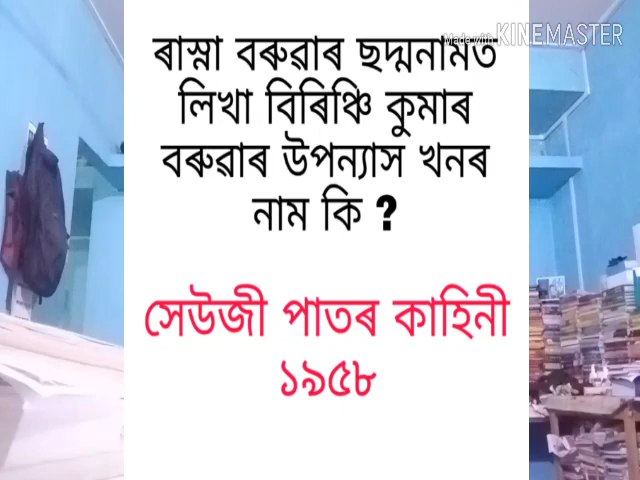 Made with KINEMASTER
ৰাস্না বৰুৱাৰ ছদ্মনামত
লিখা বিৰিঞ্চি কুমাৰ
বৰুৱাৰ উপন্যাস খনৰ
নাম কি ?
সেউজী পাতৰ কাহিনী
১৯৫৮